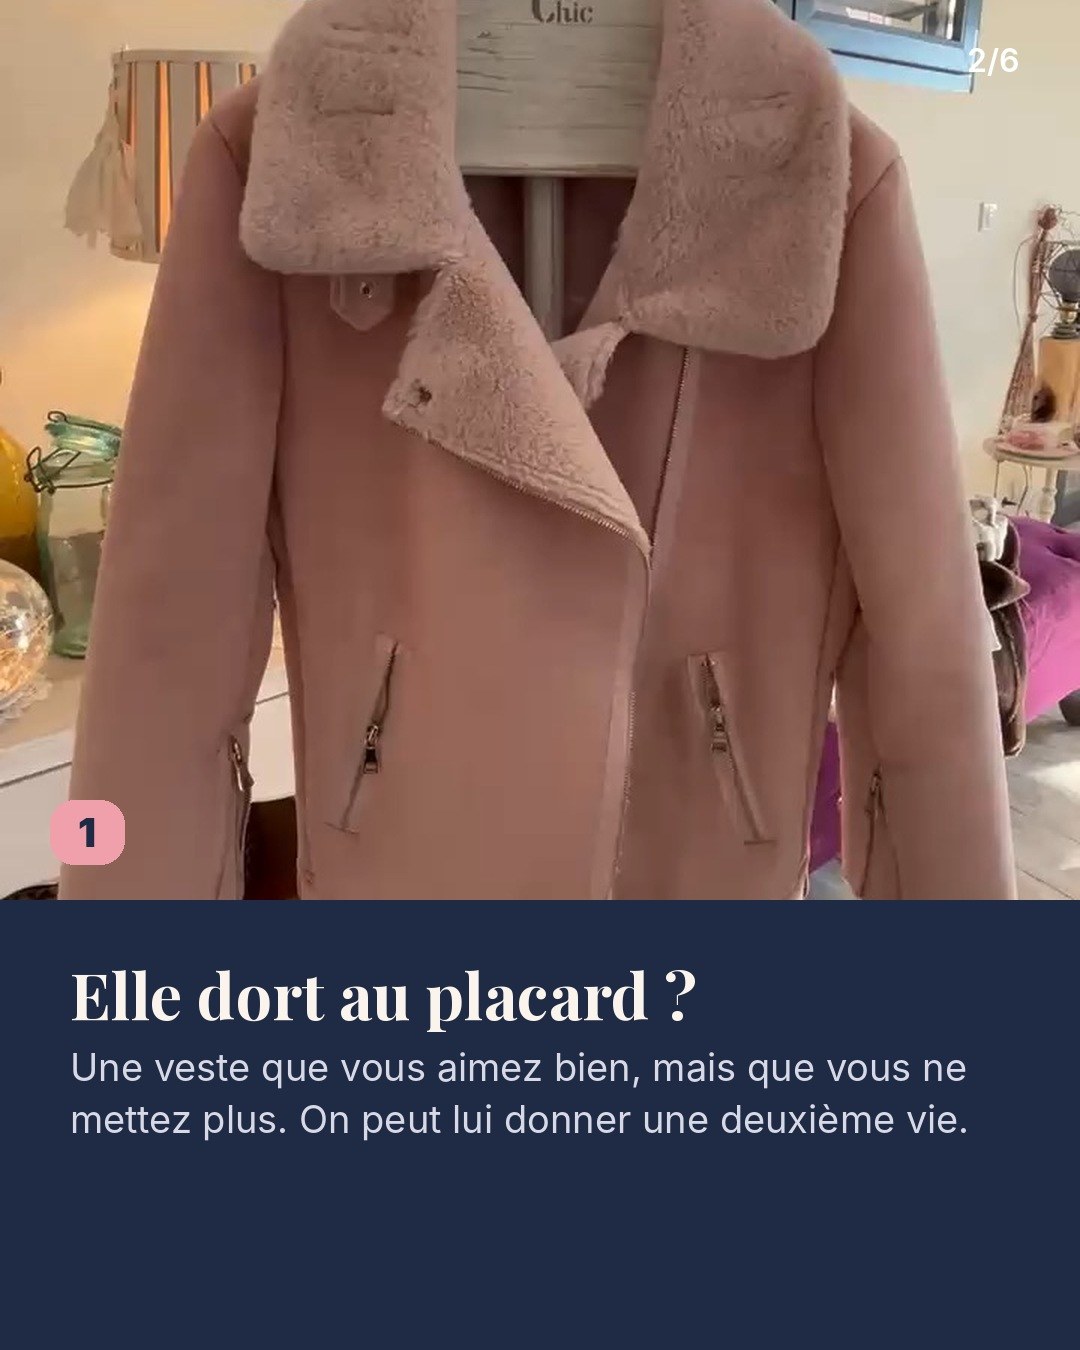 Chic
2/6
1
Elle dort au placard ?
Une veste que vous aimez bien, mais que vous ne
mettez plus. On peut lui donner une deuxième vie.